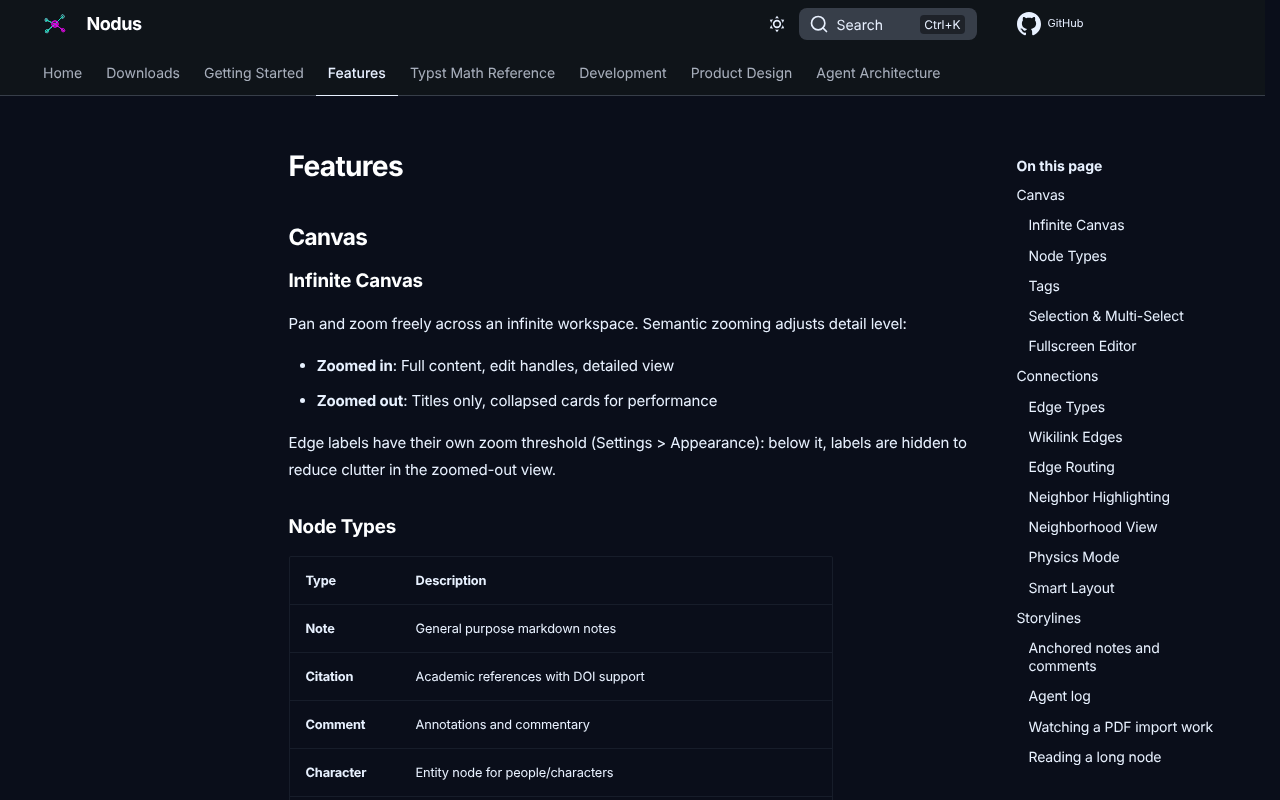 Nodus
Search
Ctrl+K
GitHub
Home
Downloads
Getting Started
Features
Typst Math Reference
Development
Product Design
Agent Architecture
Features
Canvas
Infinite Canvas
Pan and zoom freely across an infinite workspace. Semantic zooming adjusts detail level:
• Zoomed in: Full content, edit handles, detailed view
• Zoomed out: Titles only, collapsed cards for performance
Edge labels have their own zoom threshold (Settings > Appearance): below it, labels are hidden to
reduce clutter in the zoomed-out view.
Node Types
Type Description
Note General purpose markdown notes
Citation Academic references with DOI support
Comment Annotations and commentary
Character Entity node for people/characters
On this page
Canvas
Infinite Canvas
Node Types
Tags
Selection & Multi-Select
Fullscreen Editor
Connections
Edge Types
Wikilink Edges
Edge Routing
Neighbor Highlighting
Neighborhood View
Physics Mode
Smart Layout
Storylines
Anchored notes and
comments
Agent log
Watching a PDF import work
Reading a long node